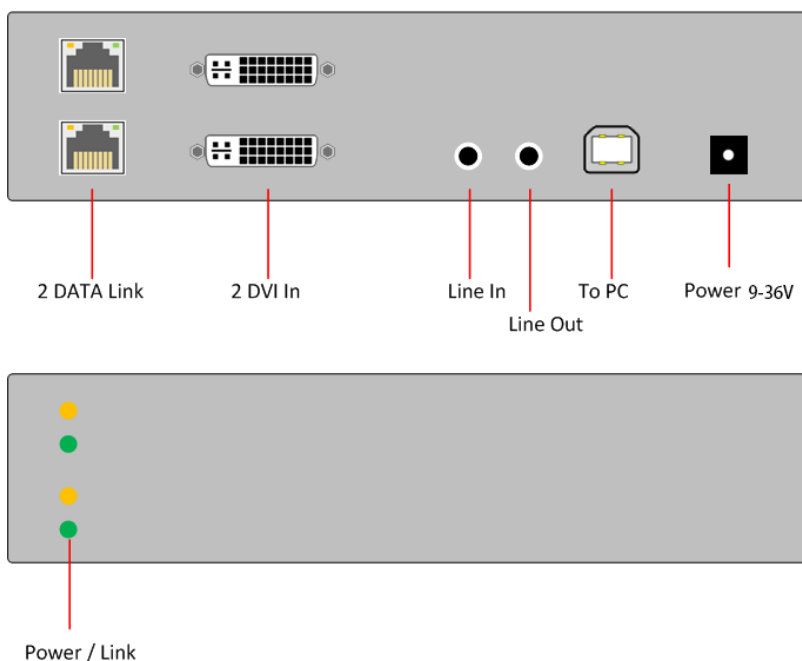 2 DATA Link
2 DVI In
Line In
To PC
Power 9-36V
Line Out
Power / Link